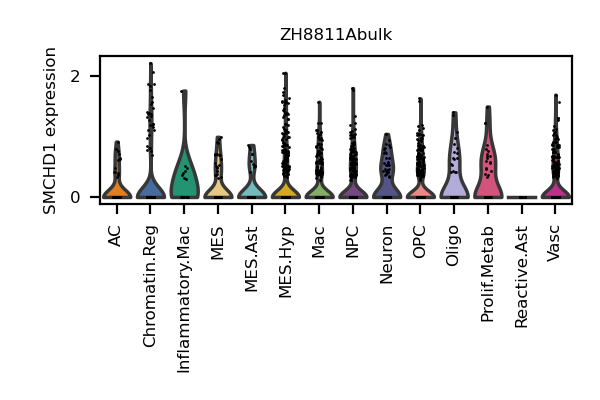 ZH8811Abulk
SMCHD1 expression
2
0
AC
Chromatin.Reg
Inflammatory.Mac
MES
MES.Ast
MES.Hyp
Mac
NPC
Neuron
OPC
Oligo
Prolif.Metab
Reactive.Ast
Vasc